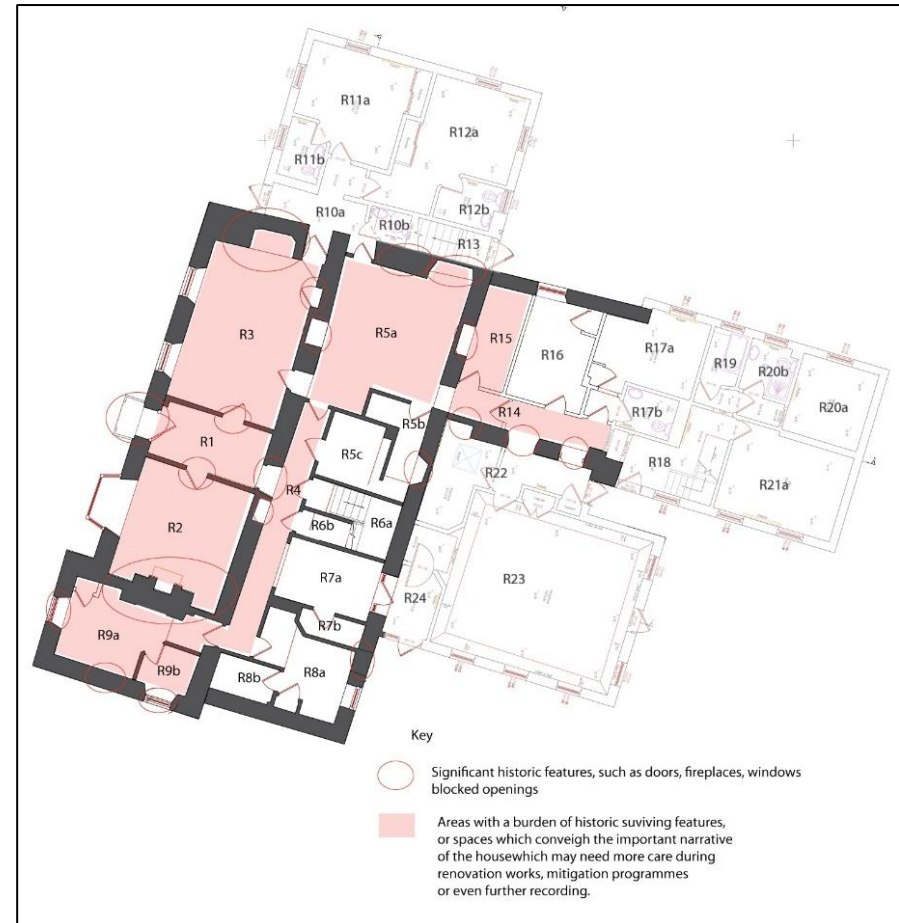 R11a
R12a
R11b
R12b
R10a
R10b
R13
R3
R5a
R15
R16
R17a
R19
R20b
R20a
R17b
R14
R5b
R1
R5c
R22
R18
R21a
R4
R2
R6b
R6a
R23
R7a
R24
R7b
R9a
R9b
R8b
R8a
Key
Significant historic features, such as doors, fireplaces, windows
blocked openings
Areas with a burden of historic suviving features,
or spaces which conveigh the important narrative
of the housewhich may need more care during
renovation works, mitigation programmes
or even further recording.